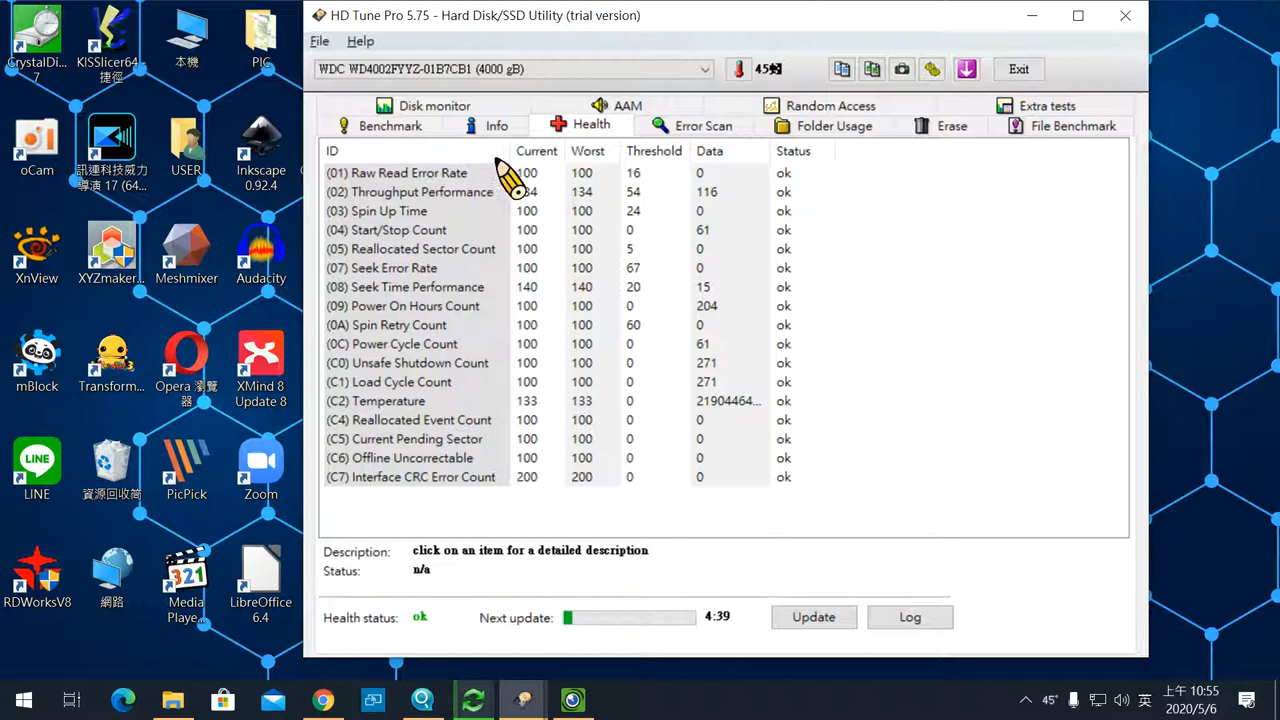 CrystalDi...
7
KISSlicer64 -
捷徑
本機
PIC
oCam
訊連科技威力
導演 17 (64...
USER
Inkscape
0.92.4
XnView
XYZmaker...
Meshmixer
Audacity
mBlock
Transform...
Opera 瀏覽
器
XMind 8
Update 8
LINE
LINE
資源回收筒
PicPick
Zoom
RDWorksV8
網路
321
Media
Playe...
LibreOffice
6.4
HD Tune Pro 5.75 - Hard Disk/SSD Utility (trial version)
File Help
WDC WD4002FYYZ-01B7CB1 (4000 gB) 45 Exit
Disk monitor AAM Random Access Extra tests
Benchmark Info Health Error Scan Folder Usage Erase File Benchmark
ID Current Worst Threshold Data Status
(01) Raw Read Error Rate 100 100 16 0 ok
(02) Throughput Performance 34 134 54 116 ok
(03) Spin Up Time 100 100 24 0 ok
(04) Start/Stop Count 100 100 0 61 ok
(05) Reallocated Sector Count 100 100 5 0 ok
(07) Seek Error Rate 100 100 67 0 ok
(08) Seek Time Performance 140 140 20 15 ok
(09) Power On Hours Count 100 100 0 204 ok
(0A) Spin Retry Count 100 100 60 0 ok
(0C) Power Cycle Count 100 100 0 61 ok
(C0) Unsafe Shutdown Count 100 100 0 271 ok
(C1) Load Cycle Count 100 100 0 271 ok
(C2) Temperature 133 133 0 21904464... ok
(C4) Reallocated Event Count 100 100 0 0 ok
(C5) Current Pending Sector 100 100 0 0 ok
(C6) Offline Uncorrectable 100 100 0 0 ok
(C7) Interface CRC Error Count 200 200 0 0 ok
Description: click on an item for a detailed description
Status: n/a
Health status: ok Next update: 4:39 Update Log
45° 英 上午 10:55
2020/5/6